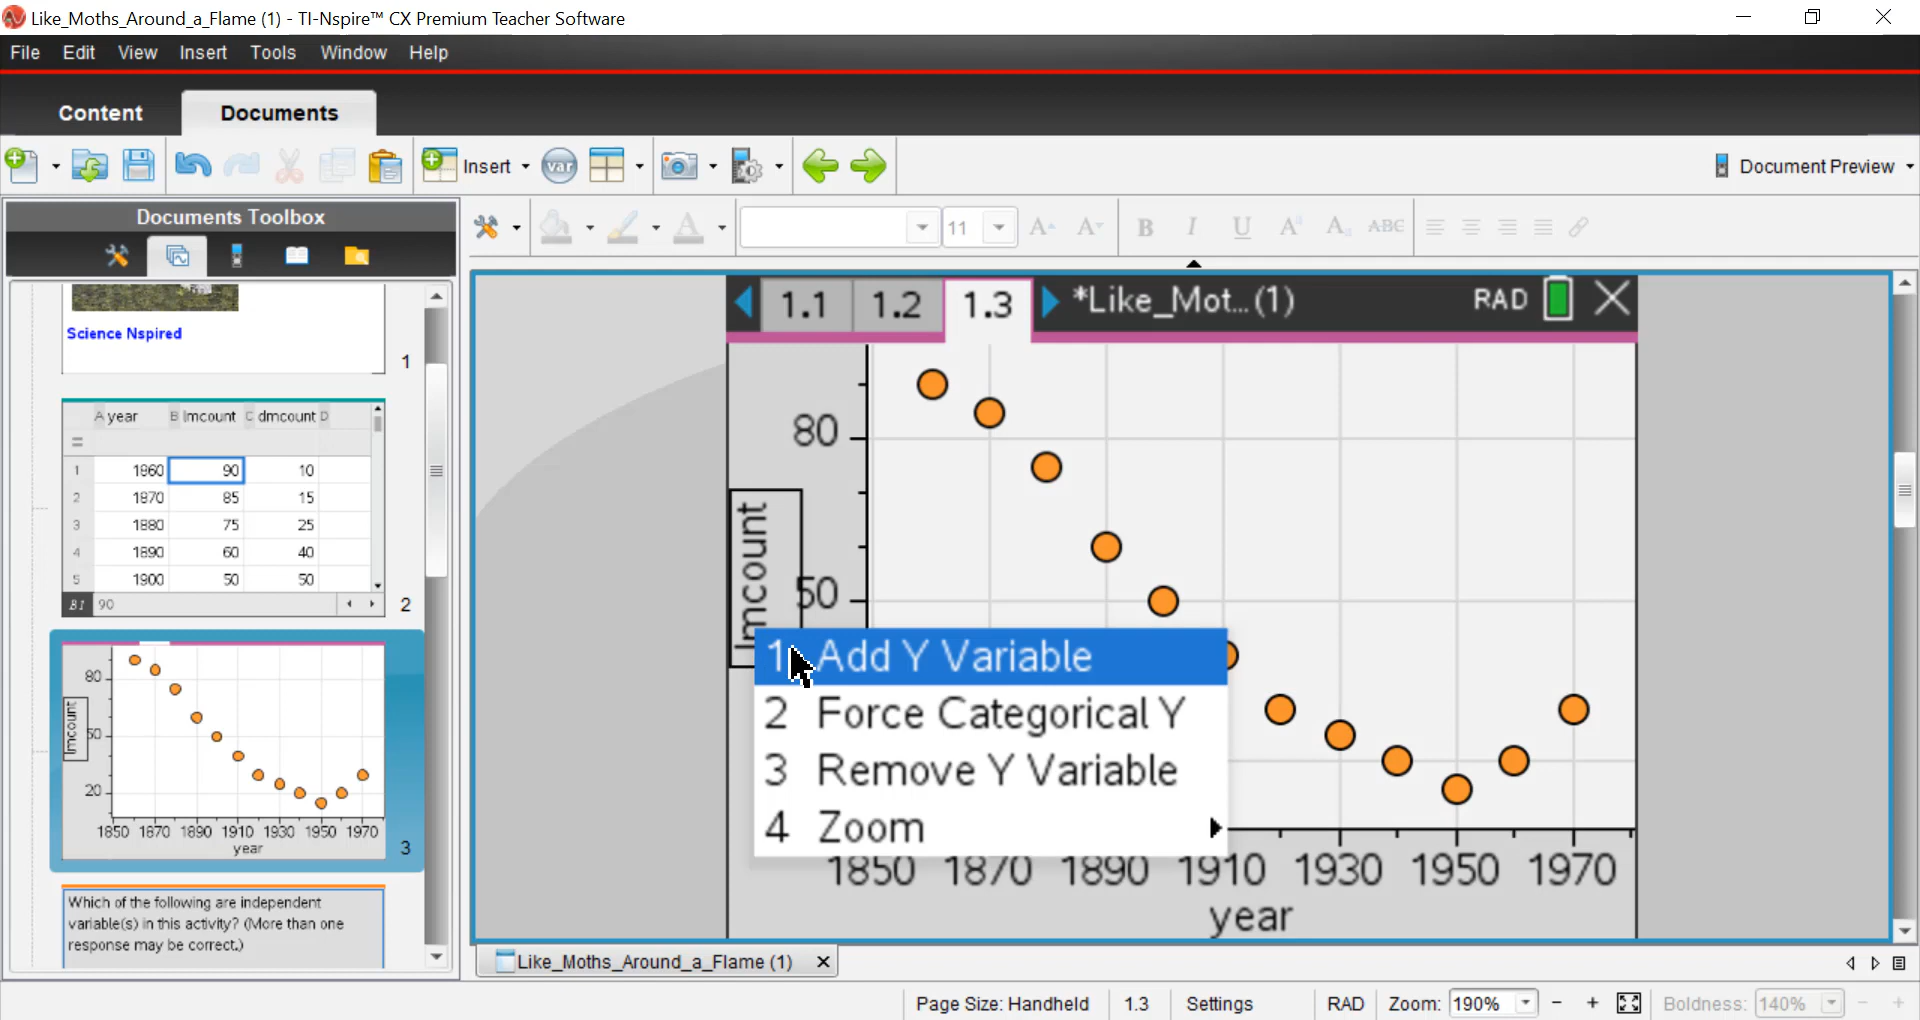 Like_Moths_Around_a_Flame (1) - TI-Nspire™ CX Premium Teacher Software
File Edit View Insert Tools Window Help
Content Documents
Insert var Document Preview
Documents Toolbox
11 A A B I U A A ABC
Science Nspired
1
A year B lmcount C dmcount D
=
1 1860 90 10
2 1870 85 15
3 1880 75 25
4 1890 60 40
5 1900 50 50
B1 90
2
80
50
20
lmcount
1850 1870 1890 1910 1930 1950 1970
year
3
Which of the following are independent
variable(s) in this activity? (More than one
response may be correct.)
1.1 1.2 1.3 *Like_Mot...(1) RAD
80
50
lmcount
1 Add Y Variable
2 Force Categorical Y
3 Remove Y Variable
4 Zoom
1850 1870 1890 1910 1930 1950 1970
year
Like_Moths_Around_a_Flame (1)
Page Size: Handheld 1.3 Settings RAD Zoom: 190% - + Boldness: 140% - +